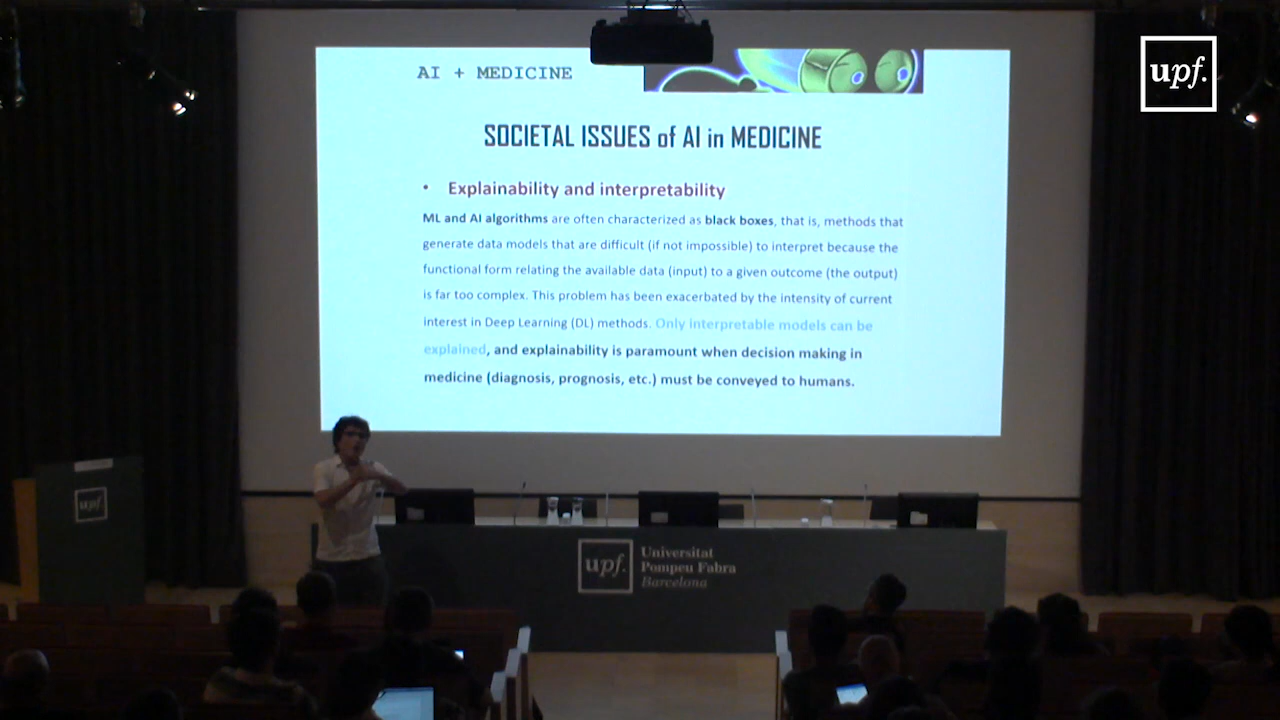 AI + MEDICINE
upf.
SOCIETAL ISSUES of AI in MEDICINE
• Explainability and interpretability
ML and AI algorithms are often characterized as black boxes, that is, methods that
generate data models that are difficult (if not impossible) to interpret because the
functional form relating the available data (input) to a given outcome (the output)
is far too complex. This problem has been exacerbated by the intensity of current
interest in Deep Learning (DL) methods. Only interpretable models can be
explained, and explainability is paramount when decision making in
medicine (diagnosis, prognosis, etc.) must be conveyed to humans.
upf.
upf.
Universitat
Pompeu Fabra
Barcelona